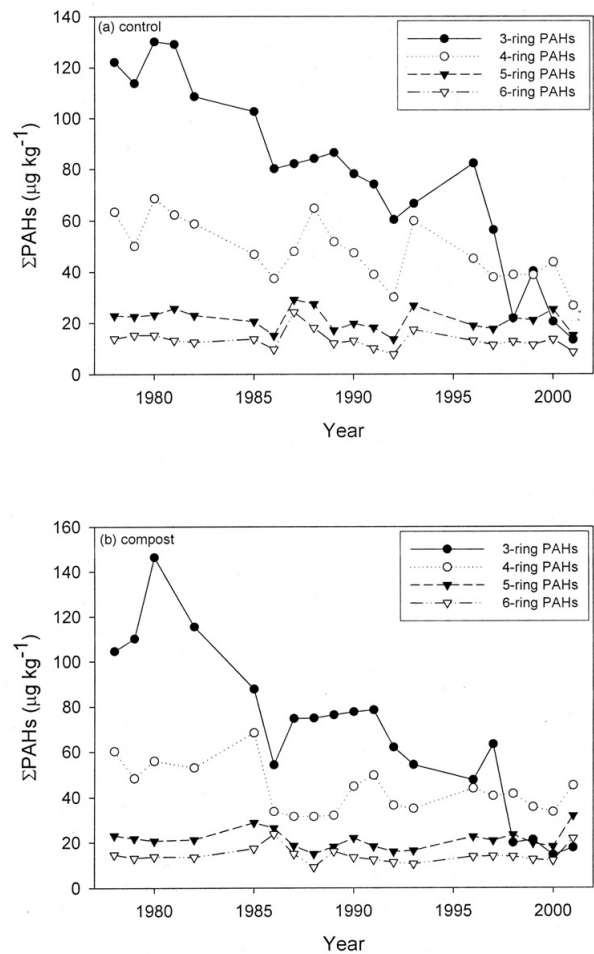 (a) control
3-ring PAHs
4-ring PAHs
5-ring PAHs
6-ring PAHs
140
120
100
80
60
40
20
0
ΣPAHs (μg kg⁻¹)
1980 1985 1990 1995 2000
Year
(b) compost
3-ring PAHs
4-ring PAHs
5-ring PAHs
6-ring PAHs
160
140
120
100
80
60
40
20
0
ΣPAHs (μg kg⁻¹)
1980 1985 1990 1995 2000
Year